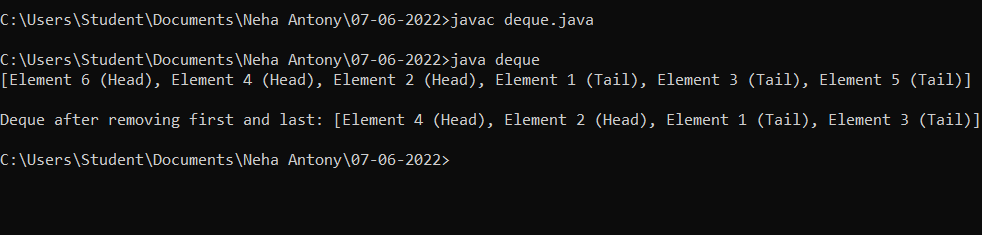 C:\Users\Student\Documents\Neha Antony\07-06-2022>javac deque.java
C:\Users\Student\Documents\Neha Antony\07-06-2022>java deque
[Element 6 (Head), Element 4 (Head), Element 2 (Head), Element 1 (Tail), Element 3 (Tail), Element 5 (Tail)]
Deque after removing first and last: [Element 4 (Head), Element 2 (Head), Element 1 (Tail), Element 3 (Tail)]
C:\Users\Student\Documents\Neha Antony\07-06-2022>